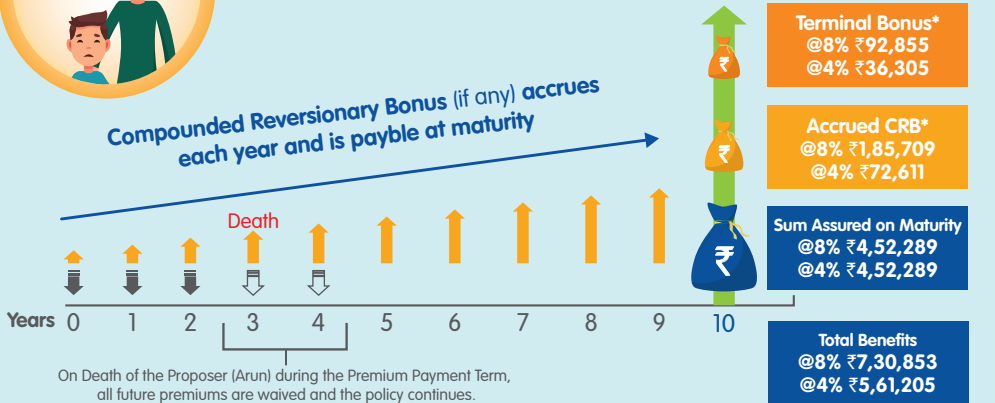 Terminal Bonus*
@8% ₹92,855
@4% ₹36,305
Compounded Reversionary Bonus (if any) accrues
each year and is payble at maturity
Accrued CRB*
@8% ₹1,85,709
@4% ₹72,611
Death
Sum Assured on Maturity
@8% ₹4,52,289
@4% ₹4,52,289
₹
₹
₹
Years 0 1 2 3 4 5 6 7 8 9 10
Total Benefits
@8% ₹7,30,853
@4% ₹5,61,205
On Death of the Proposer (Arun) during the Premium Payment Term,
all future premiums are waived and the policy continues.